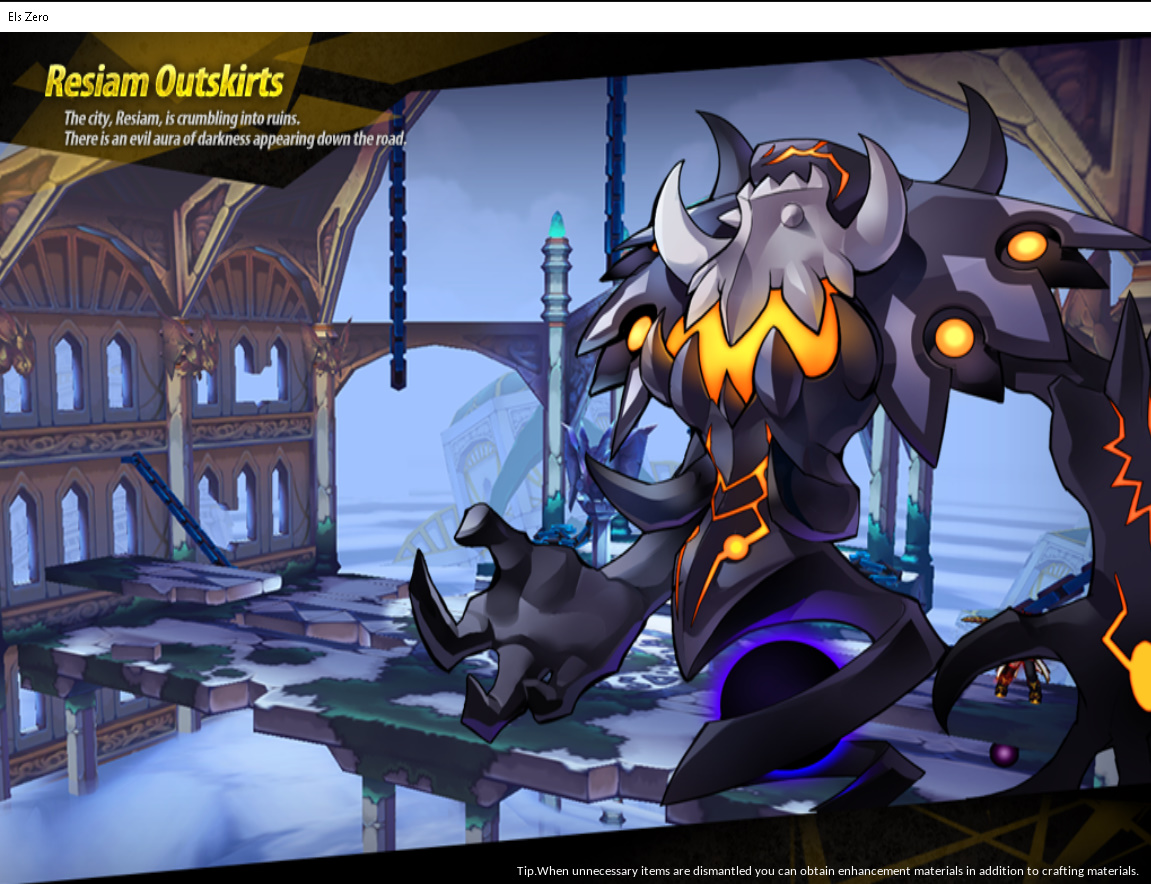 Els Zero
Resiam Outskirts
The city, Resiam, is crumbling into ruins.
There is an evil aura of darkness appearing down the road.
Tip.When unnecessary items are dismantled you can obtain enhancement materials in addition to crafting materials.